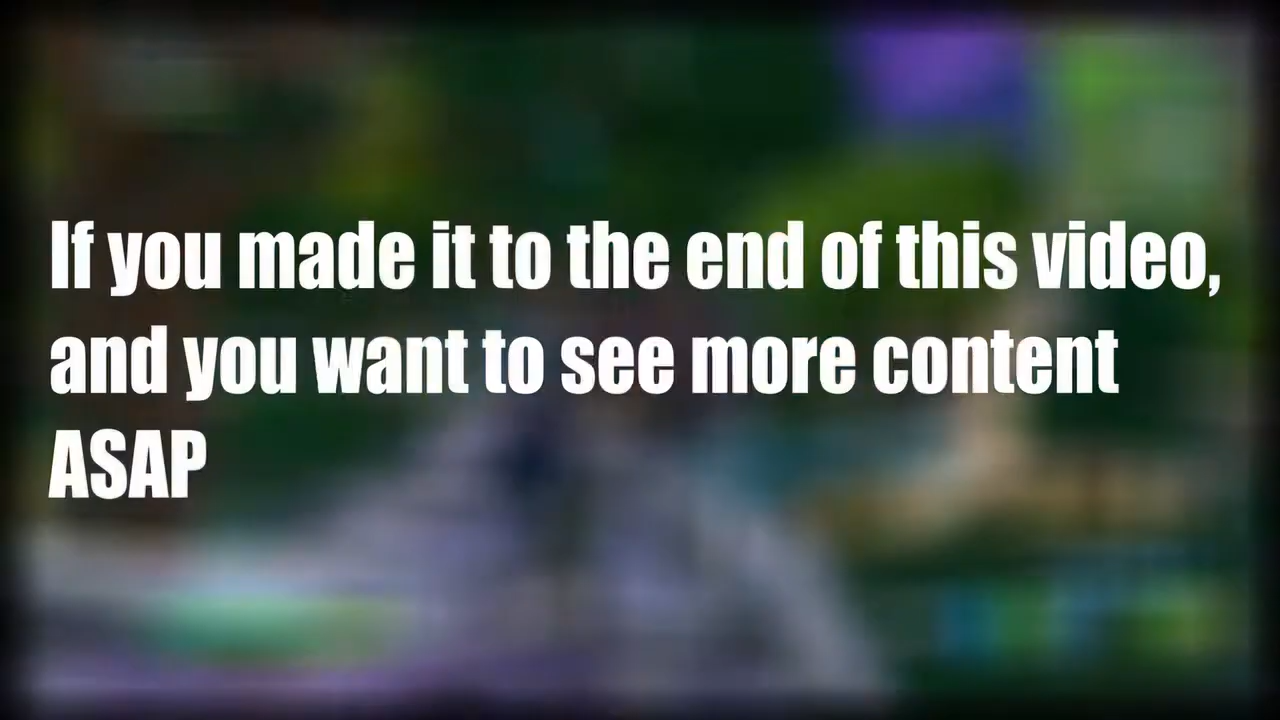 If you made it to the end of this video,
and you want to see more content
ASAP